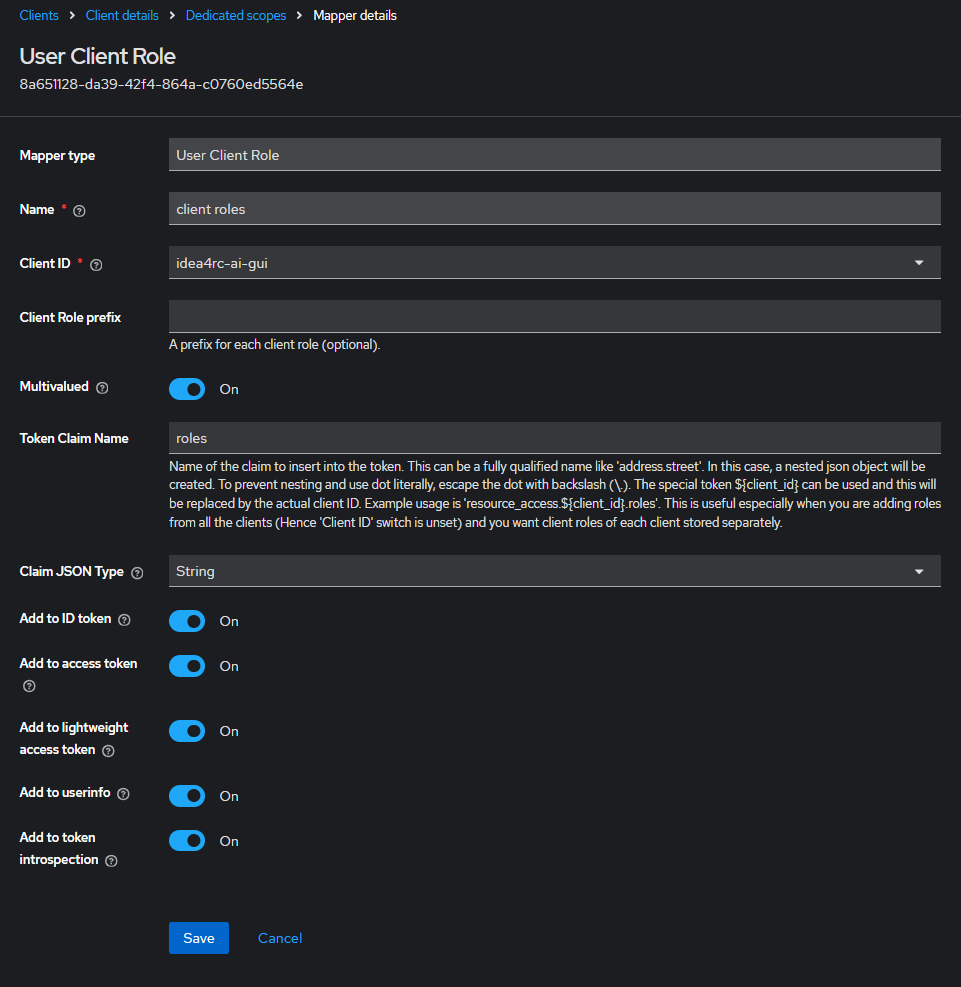 Clients > Client details > Dedicated scopes > Mapper details
User Client Role
8a651128-da39-42f4-864a-c0760ed5564e
Mapper type
User Client Role
Name *
client roles
Client ID *
idea4rc-ai-gui
Client Role prefix
A prefix for each client role (optional).
Multivalued
On
Token Claim Name
roles
Name of the claim to insert into the token. This can be a fully qualified name like 'address.street'. In this case, a nested json object will be
created. To prevent nesting and use dot literally, escape the dot with backslash (\.). The special token ${client_id} can be used and this will
be replaced by the actual client ID. Example usage is 'resource_access.${client_id}.roles'. This is useful especially when you are adding roles
from all the clients (Hence 'Client ID' switch is unset) and you want client roles of each client stored separately.
Claim JSON Type
String
Add to ID token
On
Add to access token
On
Add to lightweight
access token
On
Add to userinfo
On
Add to token
introspection
On
Save
Cancel